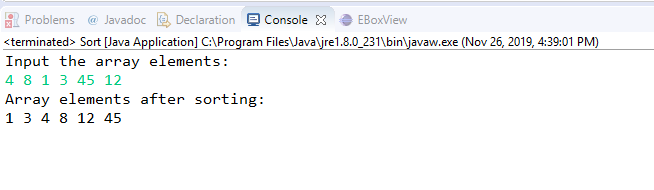 Problems @ Javadoc Declaration Console EBoxView
<terminated> Sort [Java Application] C:\Program Files\Java\jre1.8.0_231\bin\javaw.exe (Nov 26, 2019, 4:39:01 PM)
Input the array elements:
4 8 1 3 45 12
Array elements after sorting:
1 3 4 8 12 45